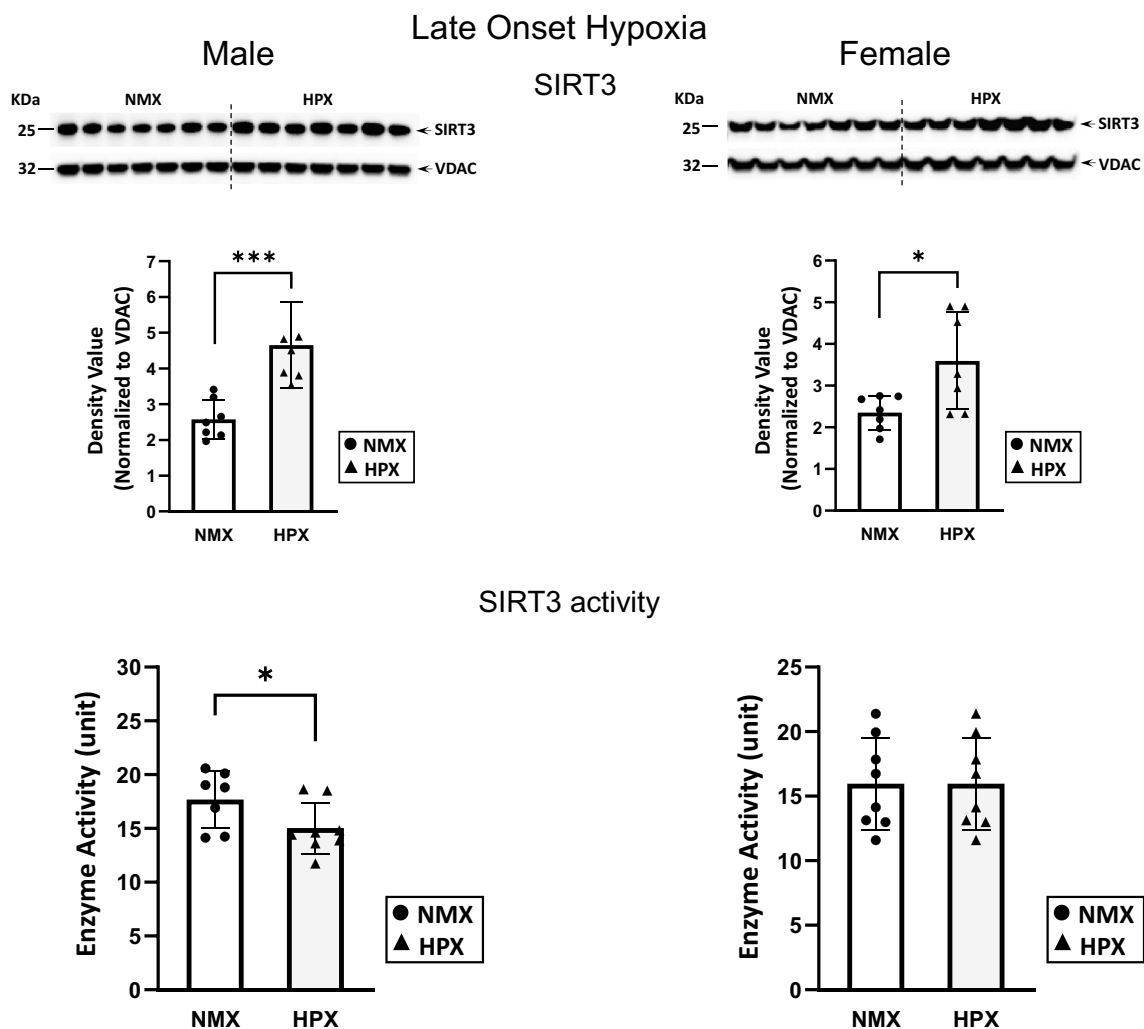 Late Onset Hypoxia
Male
Female
SIRT3
KDa
NMX
HPX
25
SIRT3
32
VDAC
KDa
NMX
HPX
25
SIRT3
32
VDAC
Density Value
(Normalized to VDAC)
7
6
5
4
3
2
1
0
***
NMX
HPX
NMX
HPX
Density Value
(Normalized to VDAC)
6
5
4
3
2
1
0
*
NMX
HPX
NMX
HPX
SIRT3 activity
Enzyme Activity (unit)
30
25
20
15
10
5
0
*
NMX
HPX
NMX
HPX
Enzyme Activity (unit)
25
20
15
10
5
0
NMX
HPX
NMX
HPX